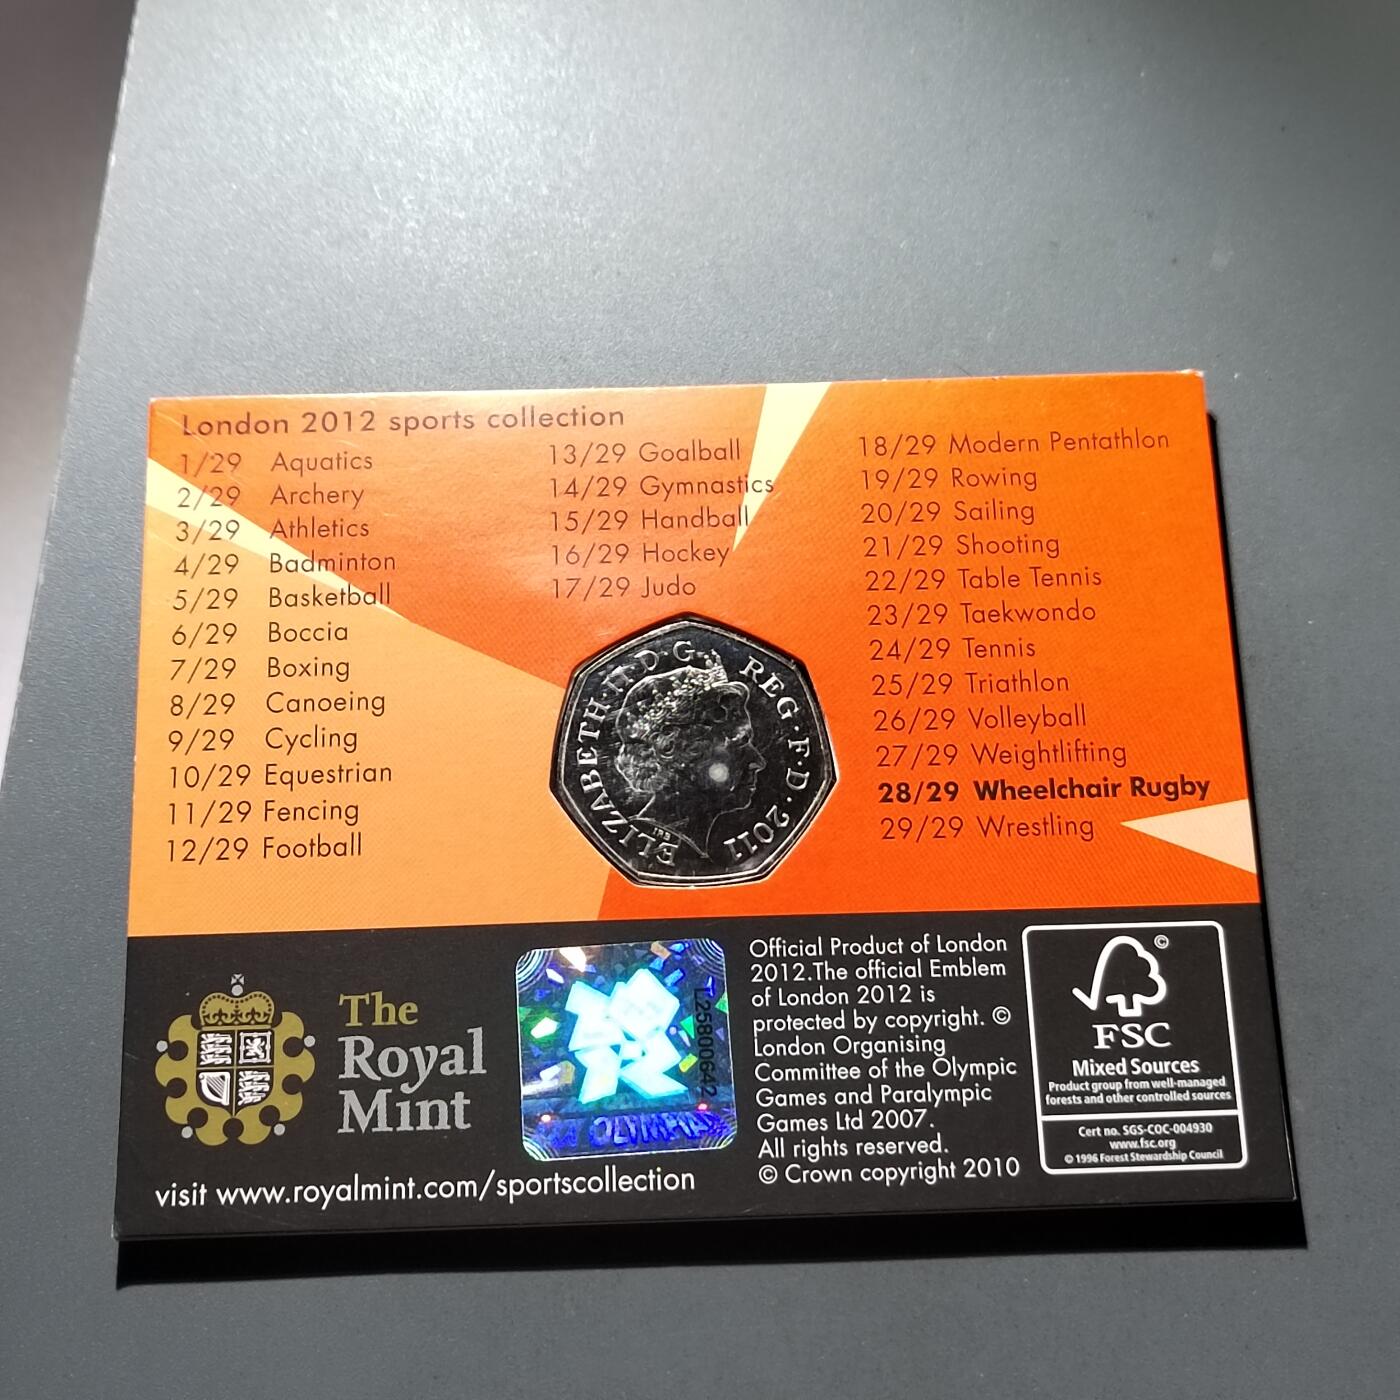 London 2012 sports collection
1/29 Aquatics
2/29 Archery
3/29 Athletics
4/29 Badminton
5/29 Basketball
6/29 Boccia
7/29 Boxing
8/29 Canoeing
9/29 Cycling
10/29 Equestrian
11/29 Fencing
12/29 Football
13/29 Goalball
14/29 Gymnastics
15/29 Handball
16/29 Hockey
17/29 Judo
18/29 Modern Pentathlon
19/29 Rowing
20/29 Sailing
21/29 Shooting
22/29 Table Tennis
23/29 Taekwondo
24/29 Tennis
25/29 Triathlon
26/29 Volleyball
27/29 Weightlifting
28/29 Wheelchair Rugby
29/29 Wrestling
ELIZABETH·II·D·G· REG·F·D·2011
IRB
The
Royal
Mint
visit www.royalmint.com/sportscollection
L25800642
Official Product of London
2012.The official Emblem
of London 2012 is
protected by copyright. ©
London Organising
Committee of the Olympic
Games and Paralympic
Games Ltd 2007.
All rights reserved.
© Crown copyright 2010
©
FSC
Mixed Sources
Product group from well-managed
forests and other controlled sources
Cert no. SGS-COC-004930
www.fsc.org
© 1996 Forest Stewardship Council